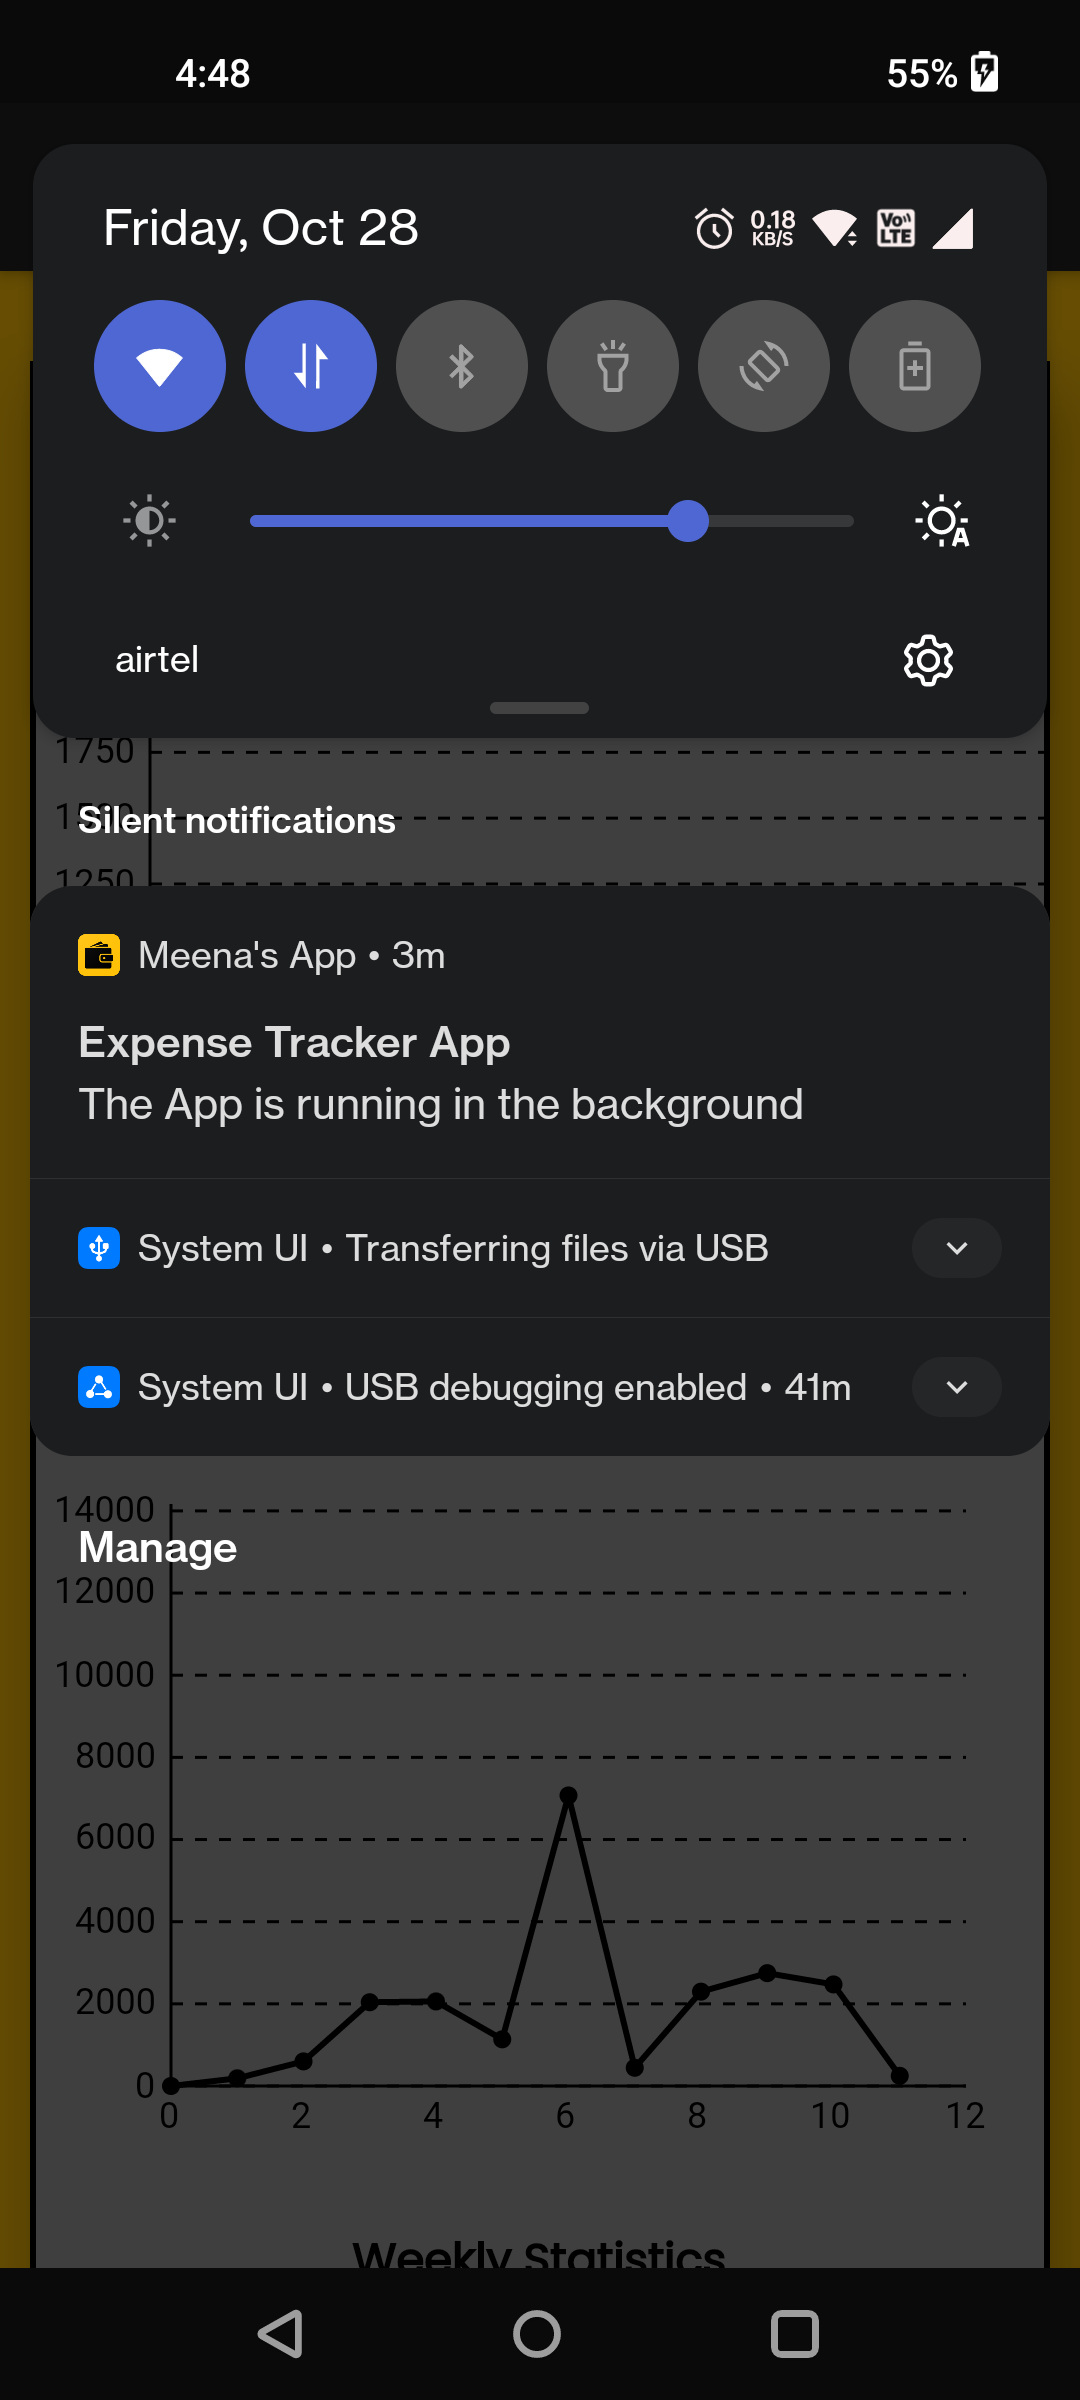 4:48 55%
Friday, Oct 28 0.18 KB/S Vo LTE
A
airtel
1750
Silent notifications
1250
Meena's App • 3m
Expense Tracker App
The App is running in the background
System UI • Transferring files via USB
System UI • USB debugging enabled • 41m
14000
Manage
12000
10000
8000
6000
4000
2000
0
0 2 4 6 8 10 12
Weekly Statistics